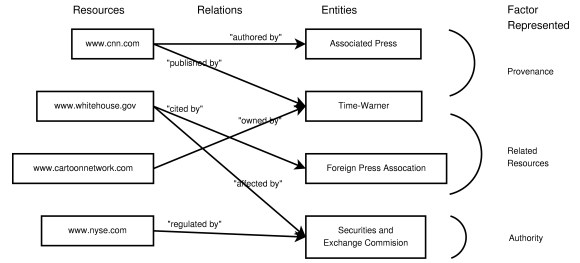 Resources Relations Entities Factor
Represented
www.cnn.com "authored by" Associated Press
"published by" Provenance
www.whitehouse.gov "cited by" Time-Warner
"owned by"
Related
Resources
www.cartoonnetwork.com Foreign Press Assocation
"affected by"
www.nyse.com "regulated by" Securities and
Exchange Commision
Authority